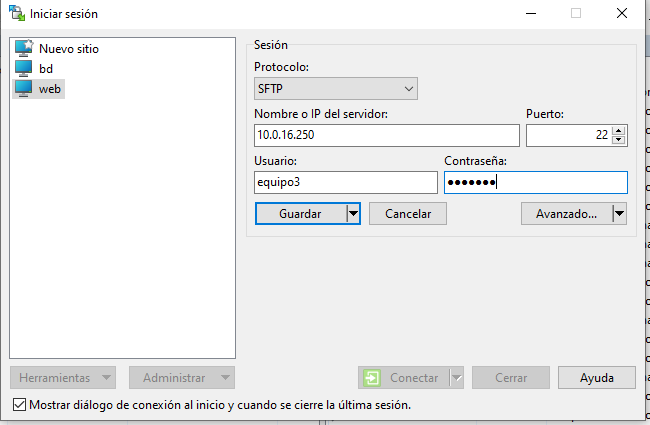 Iniciar sesión
Nuevo sitio
bd
web
Sesión
Protocolo:
SFTP
Nombre o IP del servidor:
Puerto:
10.0.16.250
22
Usuario:
Contraseña:
equipo3
●●●●●●●
Guardar
Cancelar
Avanzado...
Herramientas
Administrar
Conectar
Cerrar
Ayuda
Mostrar diálogo de conexión al inicio y cuando se cierre la última sesión.